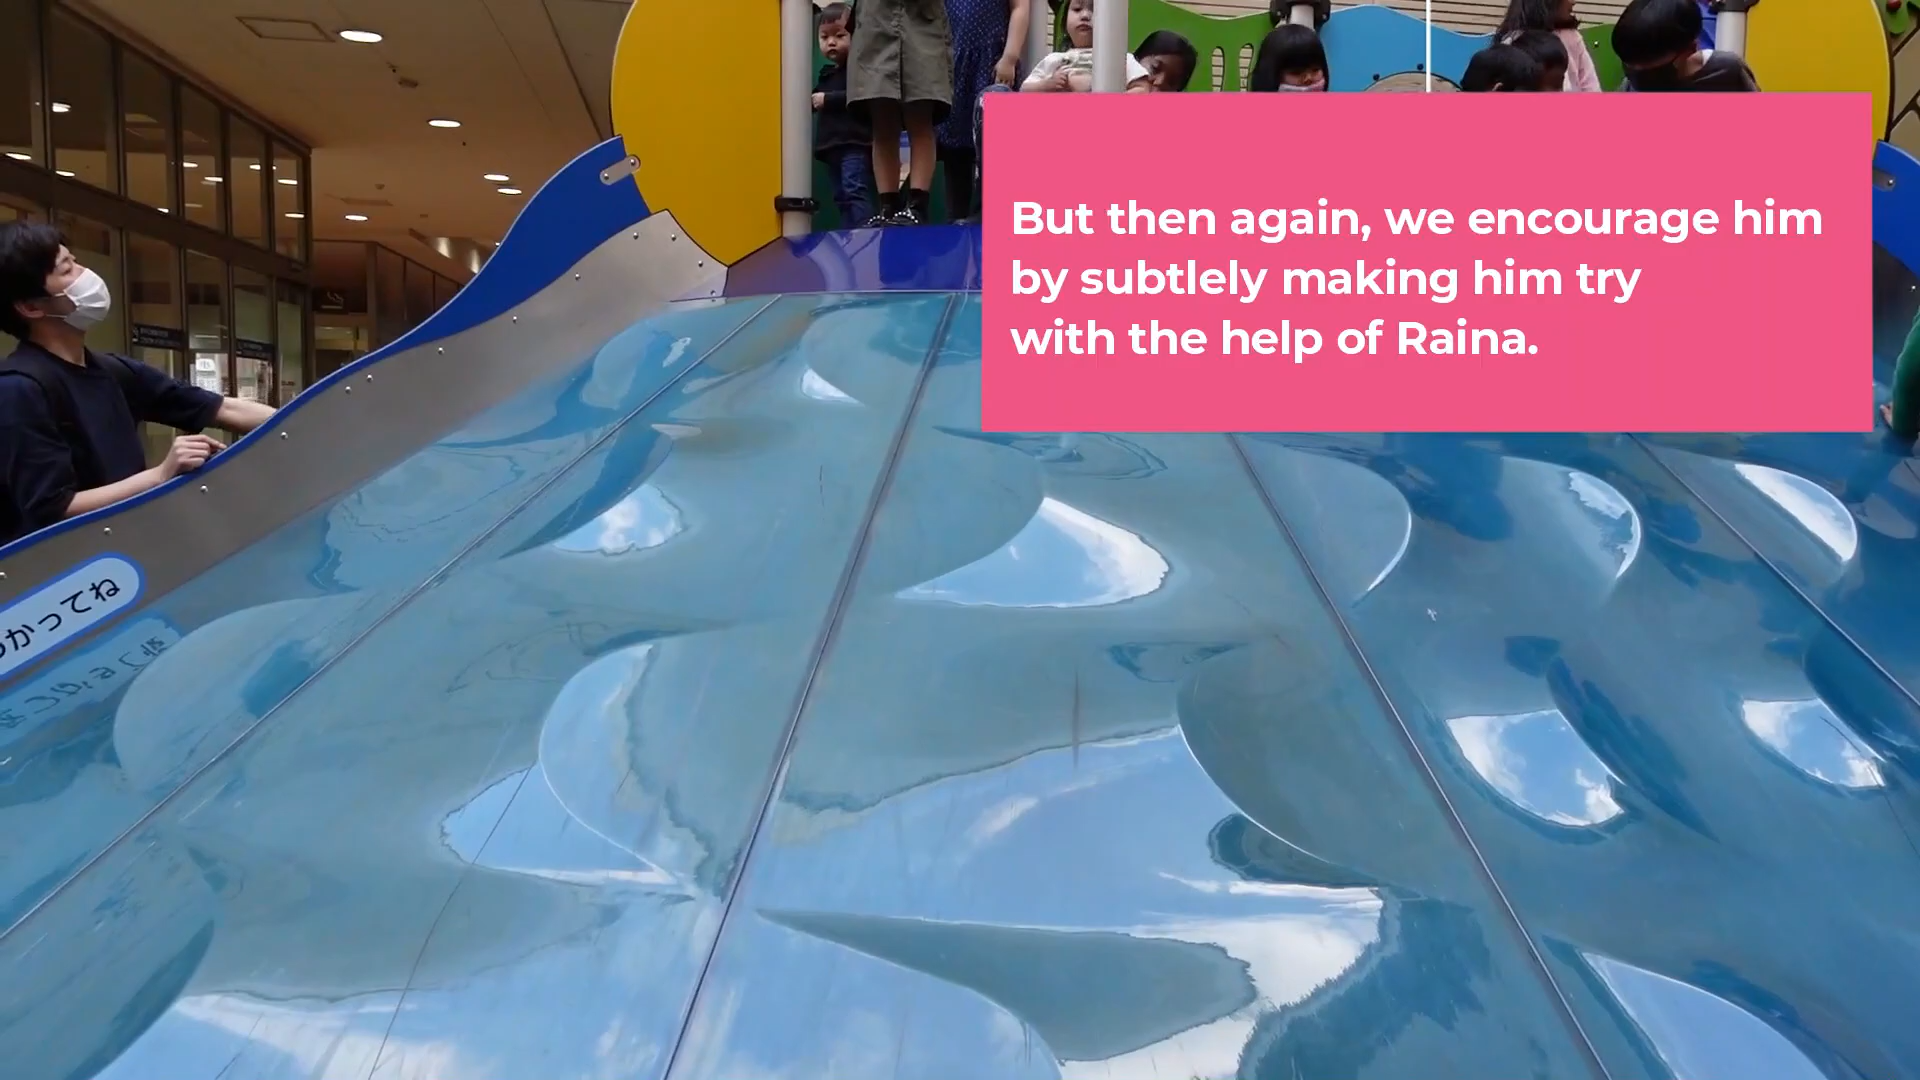 But then again, we encourage him
by subtlely making him try
with the help of Raina.
かってね